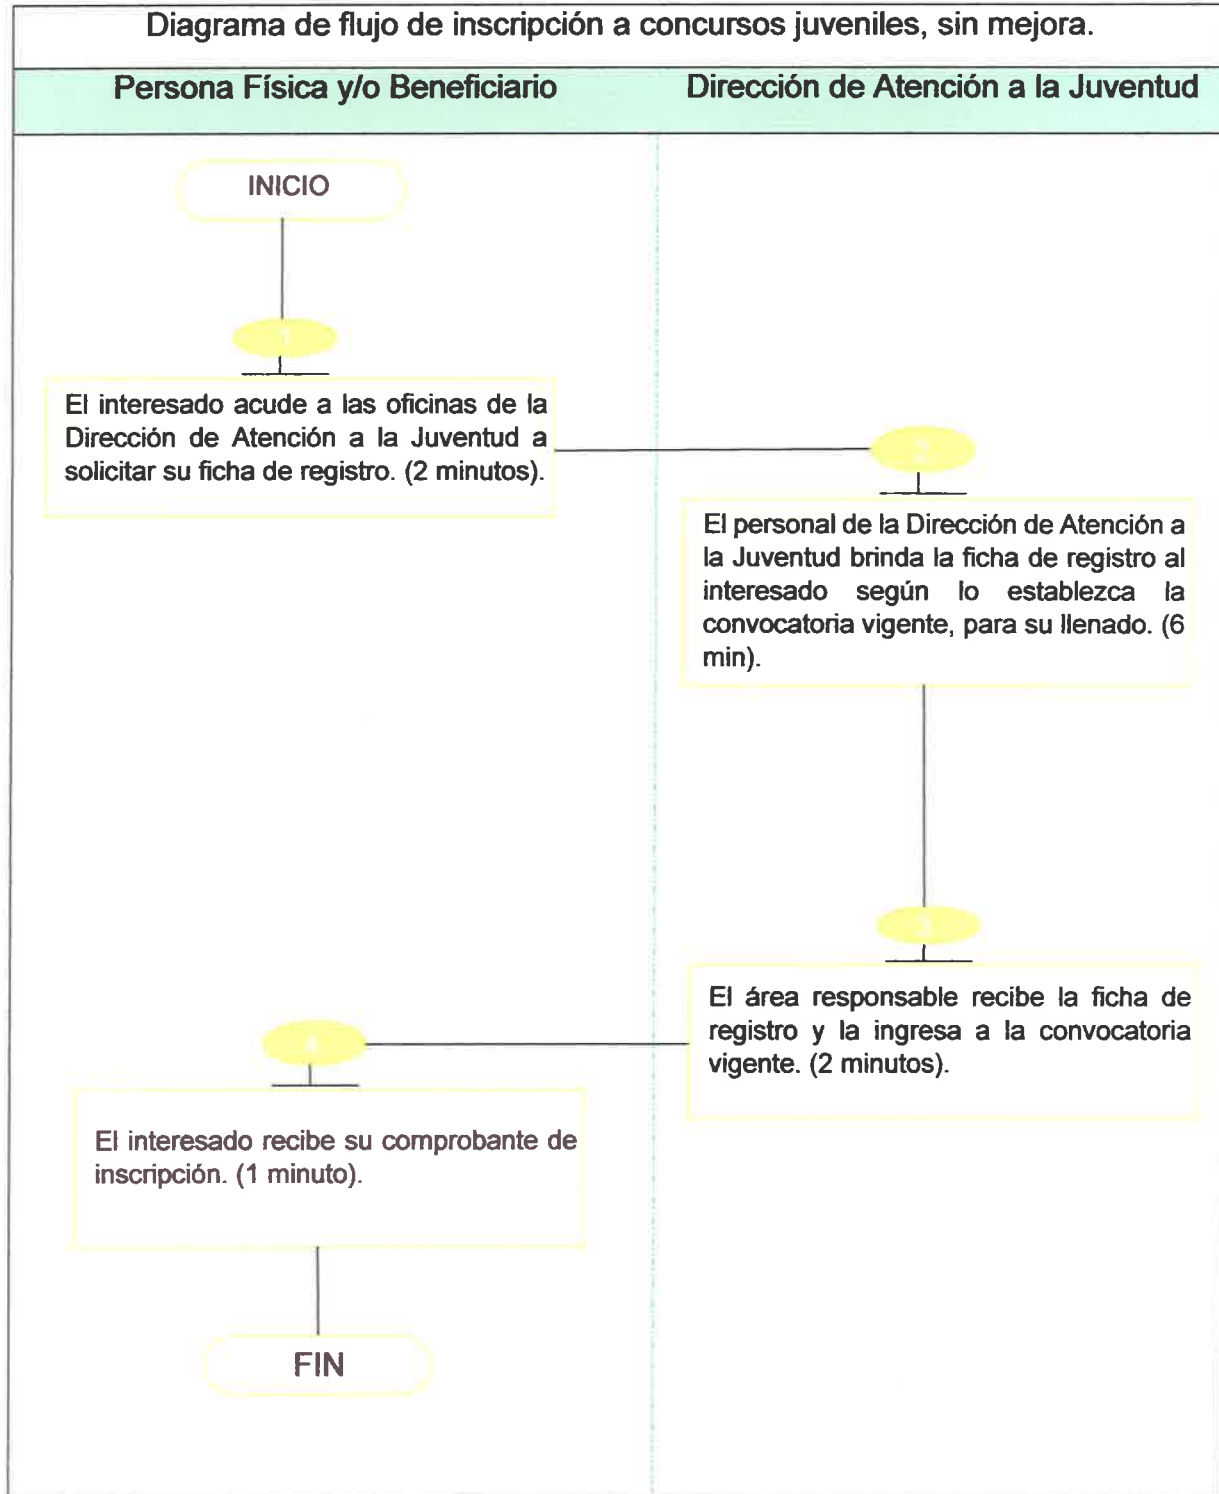 Diagrama de flujo de inscripción a concursos juveniles, sin mejora.
Persona Física y/o Beneficiario
Dirección de Atención a la Juventud
INICIO
1
El interesado acude a las oficinas de la
Dirección de Atención a la Juventud a
solicitar su ficha de registro. (2 minutos).
2
El personal de la Dirección de Atención a
la Juventud brinda la ficha de registro al
interesado según lo establezca la
convocatoria vigente, para su llenado. (6
min).
3
El área responsable recibe la ficha de
registro y la ingresa a la convocatoria
vigente. (2 minutos).
4
El interesado recibe su comprobante de
inscripción. (1 minuto).
FIN